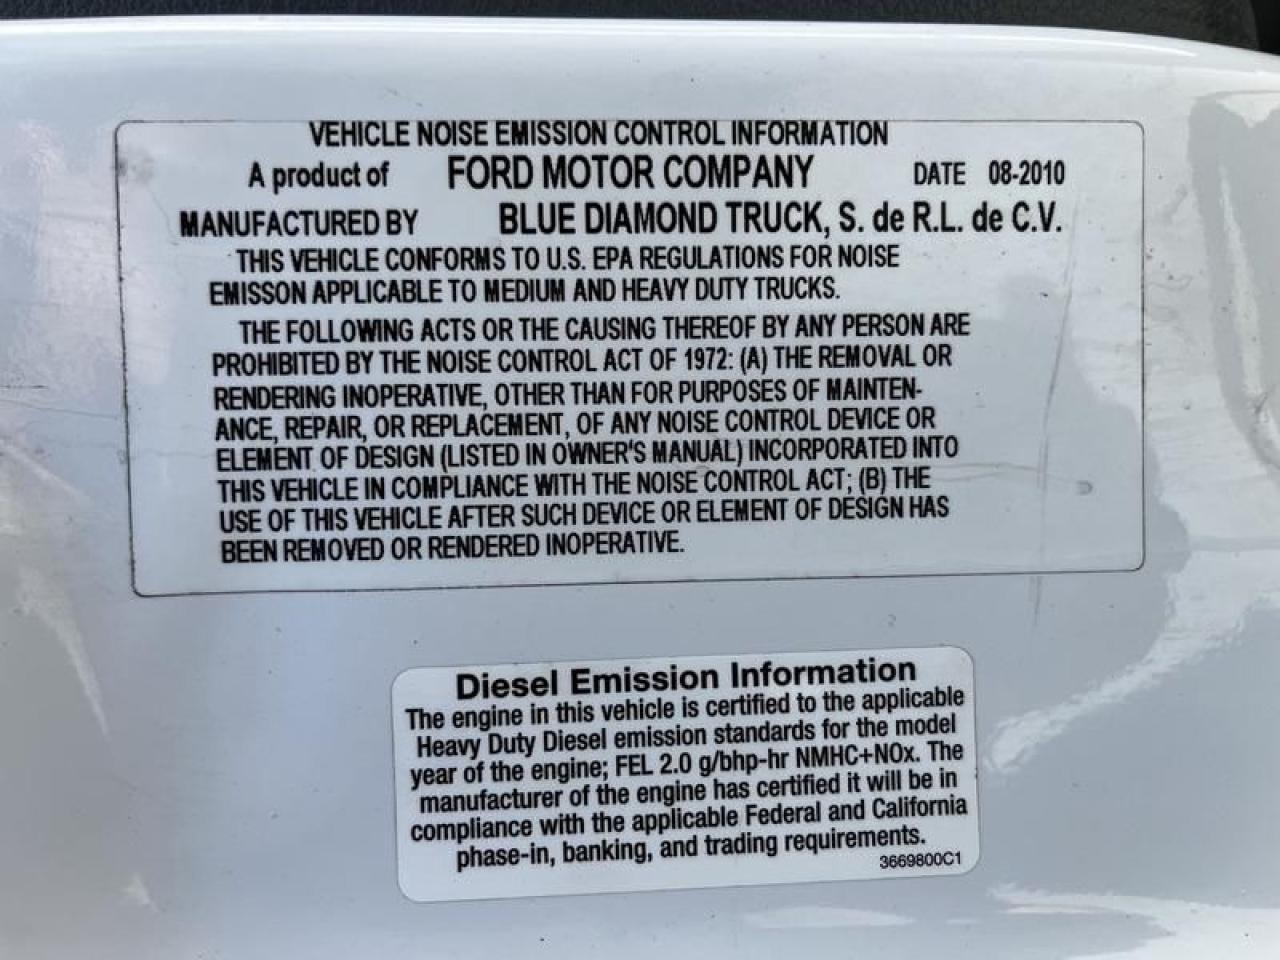 VEHICLE NOISE EMISSION CONTROL INFORMATION
A product of FORD MOTOR COMPANY DATE 08-2010
MANUFACTURED BY BLUE DIAMOND TRUCK, S. de R.L. de C.V.
THIS VEHICLE CONFORMS TO U.S. EPA REGULATIONS FOR NOISE
EMISSON APPLICABLE TO MEDIUM AND HEAVY DUTY TRUCKS.
THE FOLLOWING ACTS OR THE CAUSING THEREOF BY ANY PERSON ARE
PROHIBITED BY THE NOISE CONTROL ACT OF 1972: (A) THE REMOVAL OR
RENDERING INOPERATIVE, OTHER THAN FOR PURPOSES OF MAINTEN-
ANCE, REPAIR, OR REPLACEMENT, OF ANY NOISE CONTROL DEVICE OR
ELEMENT OF DESIGN (LISTED IN OWNER'S MANUAL) INCORPORATED INTO
THIS VEHICLE IN COMPLIANCE WITH THE NOISE CONTROL ACT; (B) THE
USE OF THIS VEHICLE AFTER SUCH DEVICE OR ELEMENT OF DESIGN HAS
BEEN REMOVED OR RENDERED INOPERATIVE.
Diesel Emission Information
The engine in this vehicle is certified to the applicable
Heavy Duty Diesel emission standards for the model
year of the engine; FEL 2.0 g/bhp-hr NMHC+NOx. The
manufacturer of the engine has certified it will be in
compliance with the applicable Federal and California
phase-in, banking, and trading requirements.
3669800C1